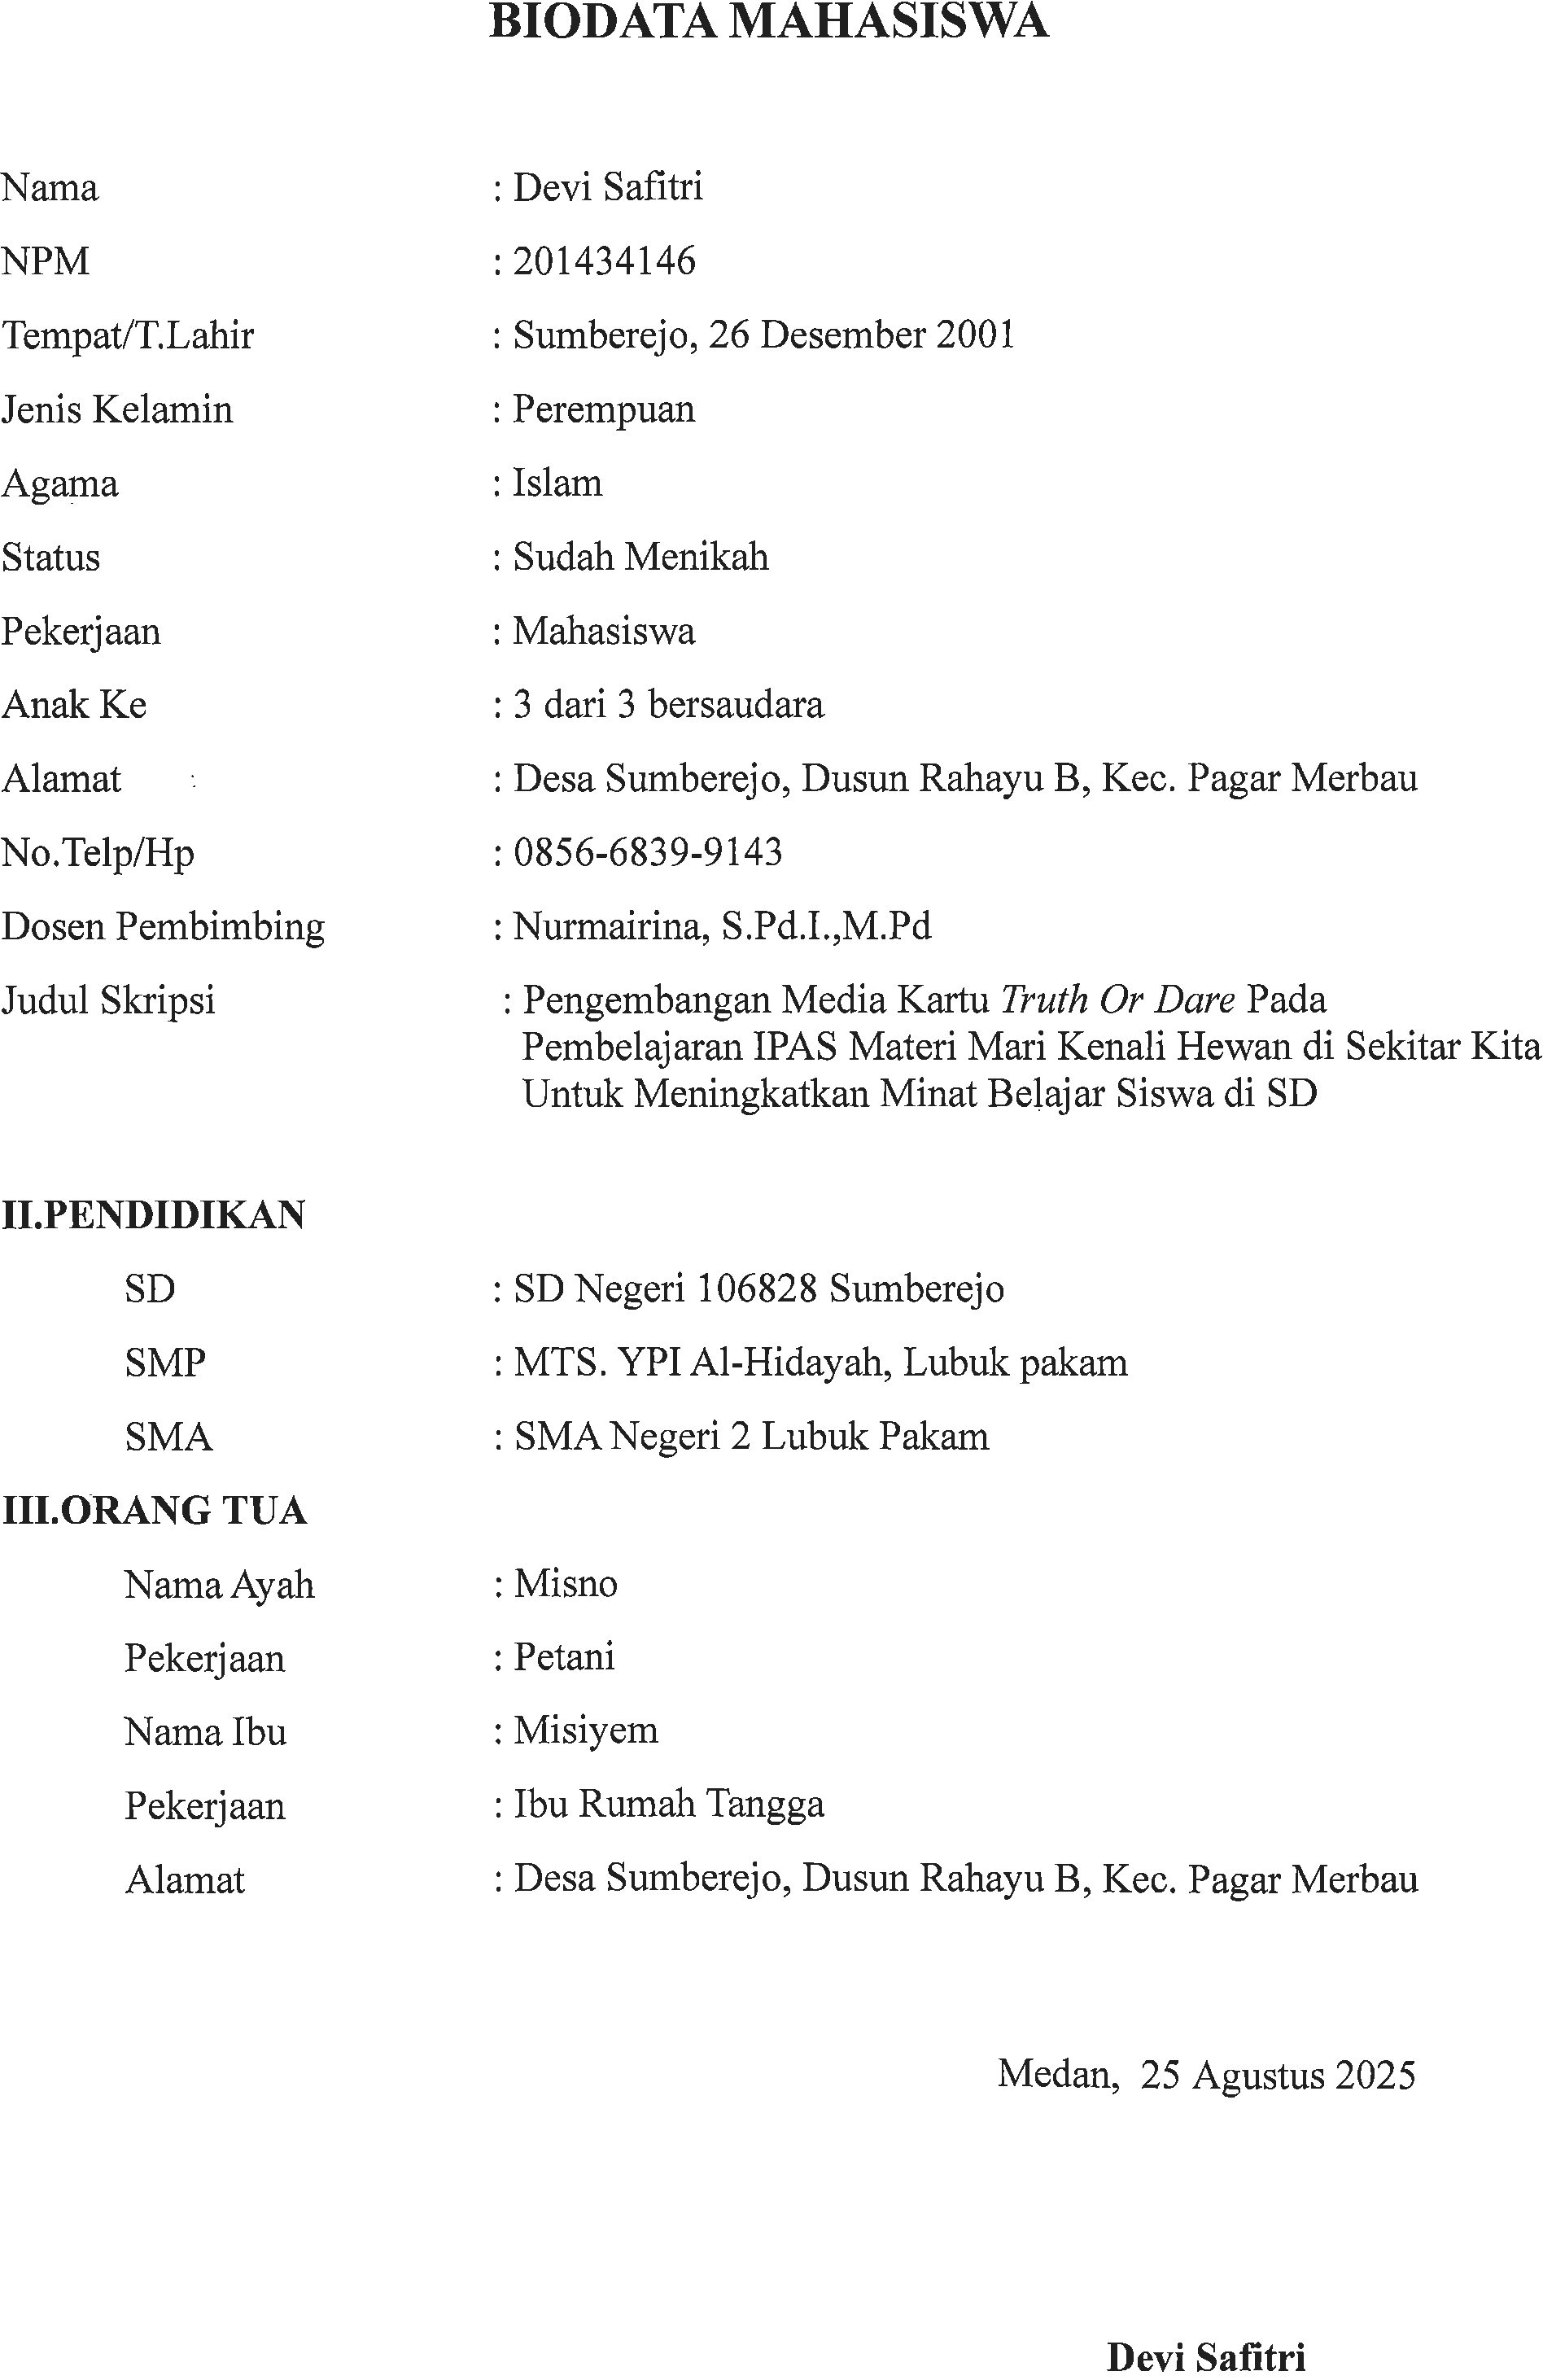 BIODATA MAHASISWA
Nama : Devi Safitri
NPM : 201434146
Tempat/T.Lahir : Sumberejo, 26 Desember 2001
Jenis Kelamin : Perempuan
Agama : Islam
Status : Sudah Menikah
Pekerjaan : Mahasiswa
Anak Ke : 3 dari 3 bersaudara
Alamat : Desa Sumberejo, Dusun Rahayu B, Kec. Pagar Merbau
No.Telp/Hp : 0856-6839-9143
Dosen Pembimbing : Nurmairina, S.Pd.I.,M.Pd
Judul Skripsi : Pengembangan Media Kartu Truth Or Dare Pada
Pembelajaran IPAS Materi Mari Kenali Hewan di Sekitar Kita
Untuk Meningkatkan Minat Belajar Siswa di SD
II.PENDIDIKAN
SD : SD Negeri 106828 Sumberejo
SMP : MTS. YPI Al-Hidayah, Lubuk pakam
SMA : SMA Negeri 2 Lubuk Pakam
III.ORANG TUA
Nama Ayah : Misno
Pekerjaan : Petani
Nama Ibu : Misiyem
Pekerjaan : Ibu Rumah Tangga
Alamat : Desa Sumberejo, Dusun Rahayu B, Kec. Pagar Merbau
Medan, 25 Agustus 2025
Devi Safitri